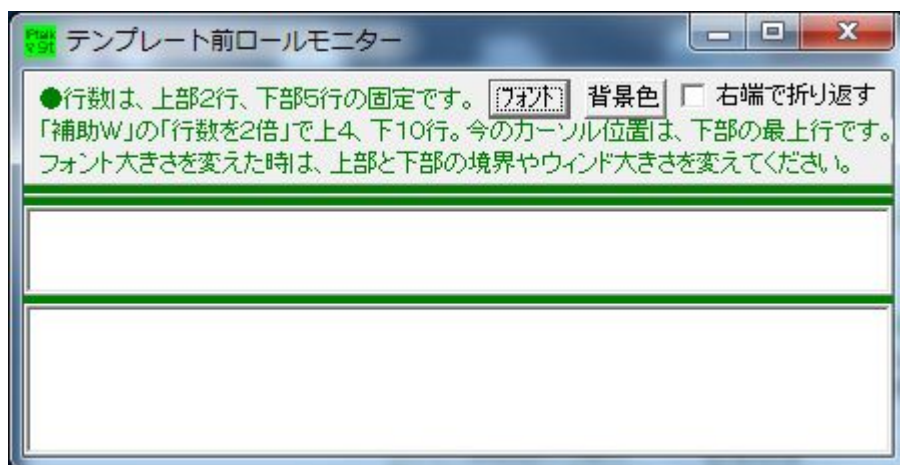 テンプレート前ロールモニター
●行数は、上部2行、下部5行の固定です。 フォント 背景色 右端で折り返す
「補助W」の「行数を2倍」で上4、下10行。今のカーソル位置は、下部の最上行です。
フォント大きさを変えた時は、上部と下部の境界やウィンド大きさを変えてください。